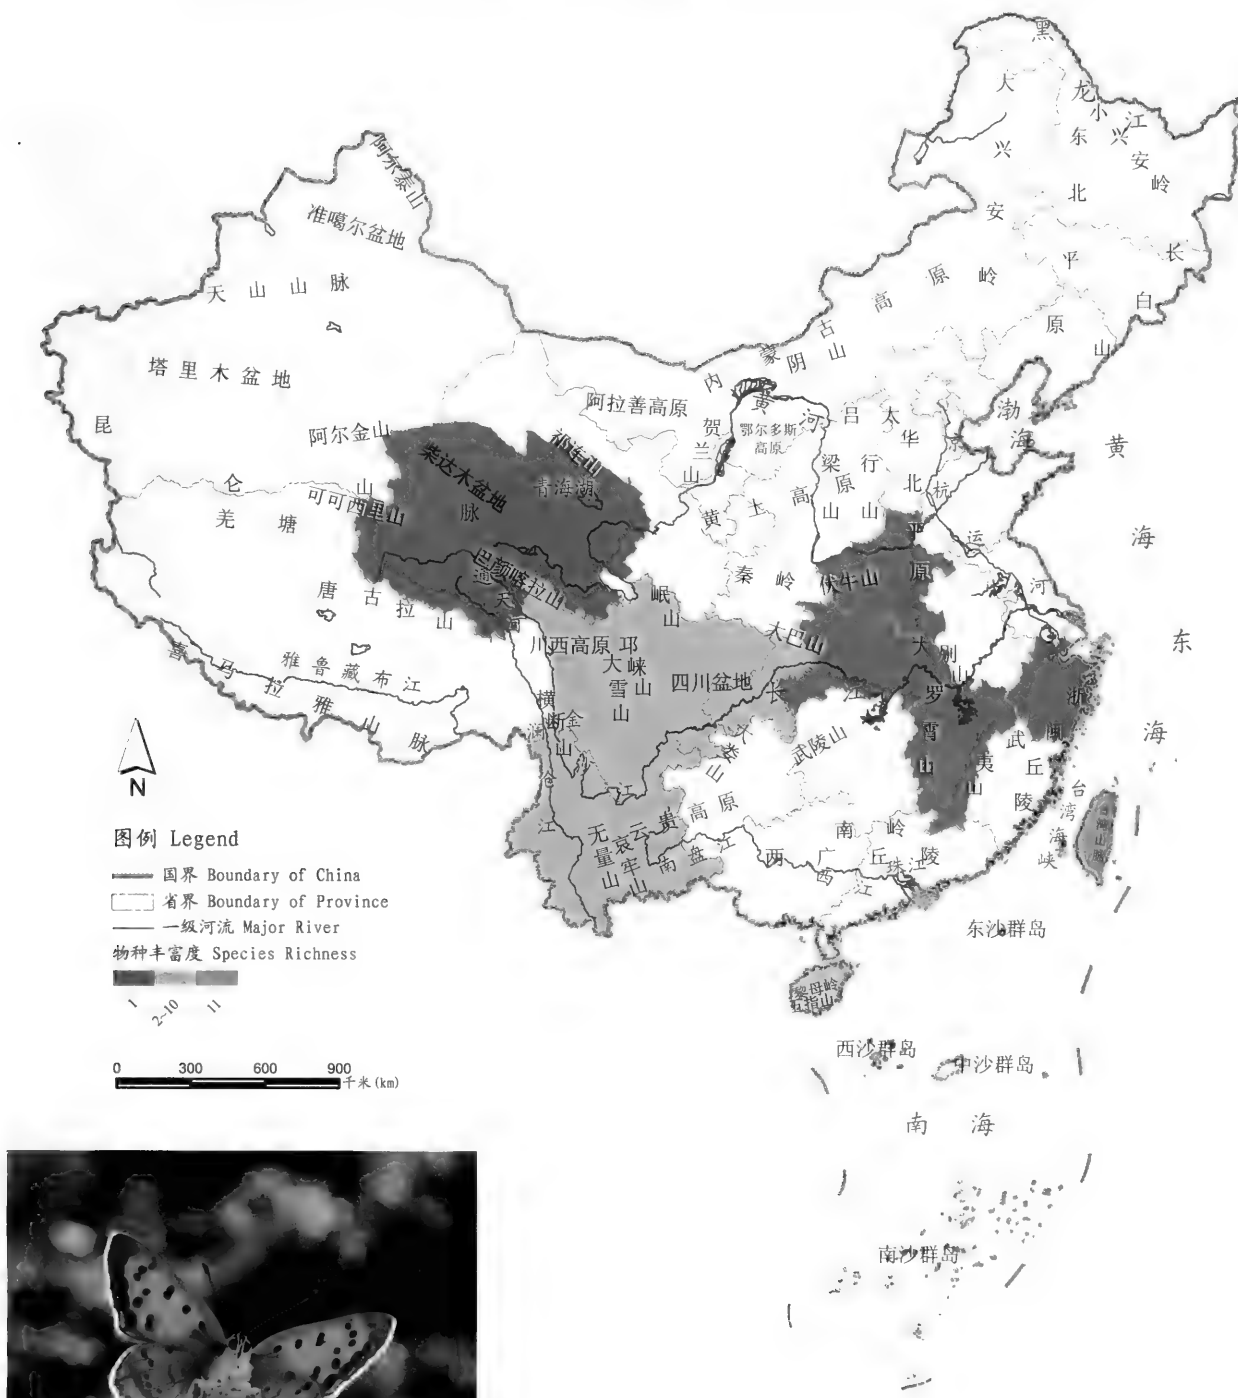 黑龙江
大兴安岭
小兴安岭
东北平原
长白山
阿尔泰山
准噶尔盆地
天山山脉
塔里木盆地
内蒙古高原
阴山
阿拉善高原
贺兰山
黄河
鄂尔多斯
高原
吕梁山
太行山
华北平原
京杭运河
渤海
黄海
昆仑山脉
阿尔金山
祁连山
柴达木盆地
青海湖
可可西里山
羌塘
黄土高原
秦岭
伏牛山
巴颜喀拉山
通天河
唐古拉山
岷山
大巴山
大别山
川西高原
邛崃山
大雪山
四川盆地
长江
罗霄山
喜马拉雅山脉
雅鲁藏布江
横断山
金沙江
澜沧江
大娄山
武陵山
武夷山
浙闽丘陵
东海
台湾海峡
台湾山脉
云贵高原
无量山
哀牢山
南盘江
南岭
两广丘陵
珠江
西江
N
图例 Legend
国界 Boundary of China
省界 Boundary of Province
一级河流 Major River
物种丰富度 Species Richness
1
2~10
11
0 300 600 900
千米(km)
东沙群岛
黎母岭
五指山
西沙群岛
中沙群岛
南海
南沙群岛